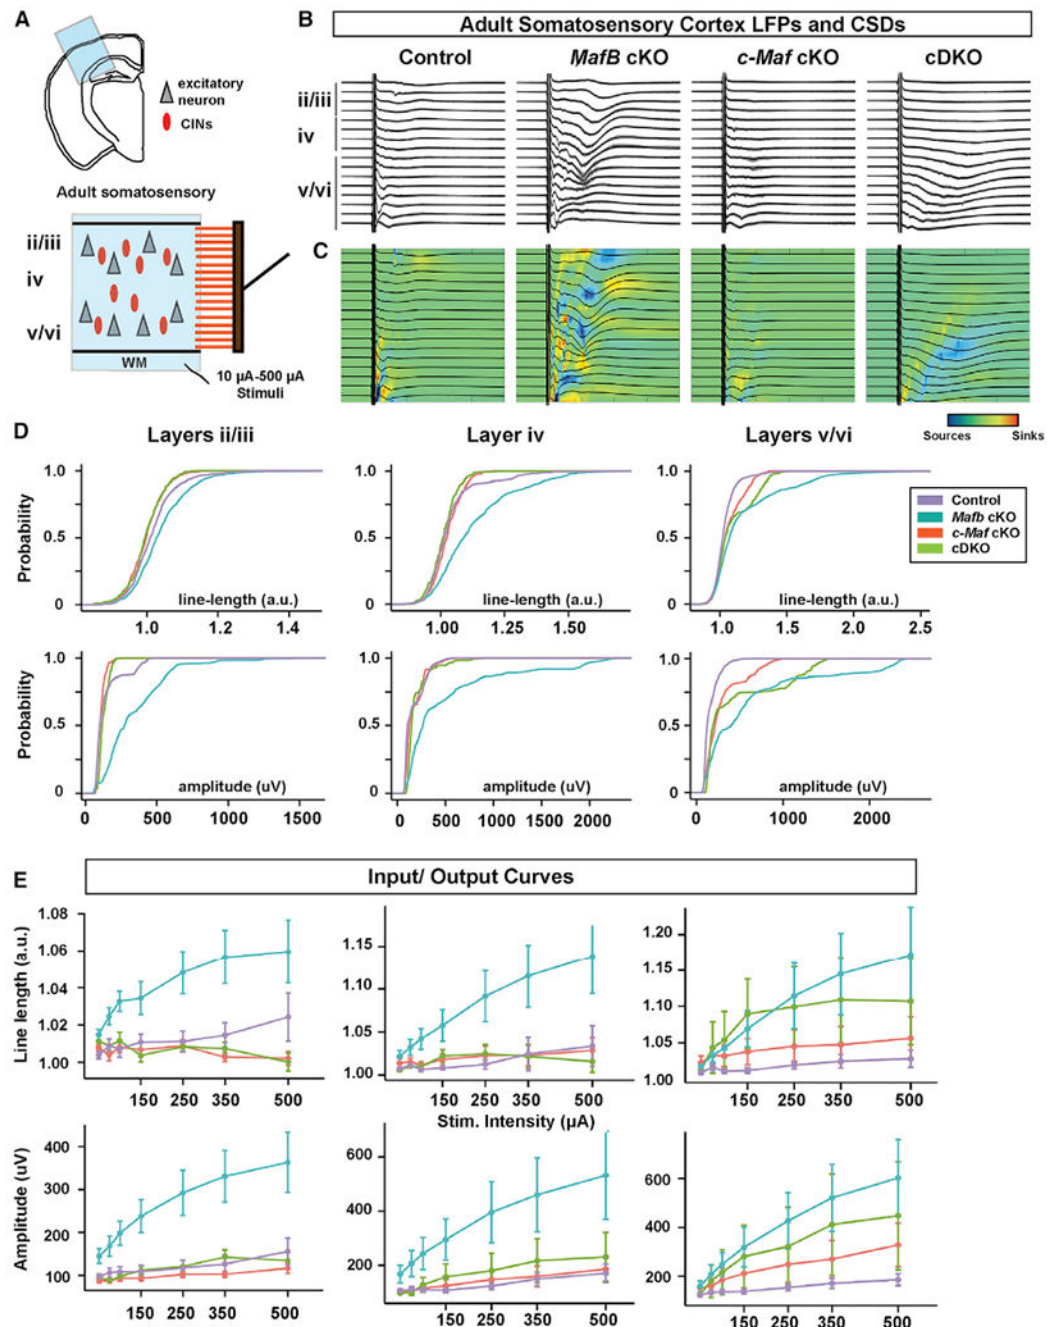 A
excitatory
neuron
CINs
Adult somatosensory
ii/iii
iv
v/vi
WM
10 µA-500 µA
Stimuli
B
Adult Somatosensory Cortex LFPs and CSDs
Control
MafB cKO
c-Maf cKO
cDKO
ii/iii
iv
v/vi
C
Sources
Sinks
D
Layers ii/iii
Layer iv
Layers v/vi
Control
Mafb cKO
c-Maf cKO
cDKO
Probability
1.0
0.5
0
line-length (a.u.)
1.0 1.2 1.4
1.0
0.5
0
line-length (a.u.)
1.00 1.25 1.50
1.0
0.5
0
line-length (a.u.)
1.0 1.5 2.0 2.5
Probability
1.0
0.5
0
amplitude (uV)
0 500 1000 1500
1.0
0.5
0
amplitude (uV)
0 500 1000 1500 2000
1.0
0.5
0
amplitude (uV)
0 1000 2000
E
Input/ Output Curves
Line length (a.u.)
1.08
1.06
1.04
1.02
1.00
150 250 350 500
1.15
1.05
1.00
150 250 350 500
1.20
1.15
1.10
1.05
1.00
150 250 350 500
Stim. Intensity (µA)
Amplitude (uV)
400
300
200
100
150 250 350 500
600
400
200
150 250 350 500
600
400
200
150 250 350 500